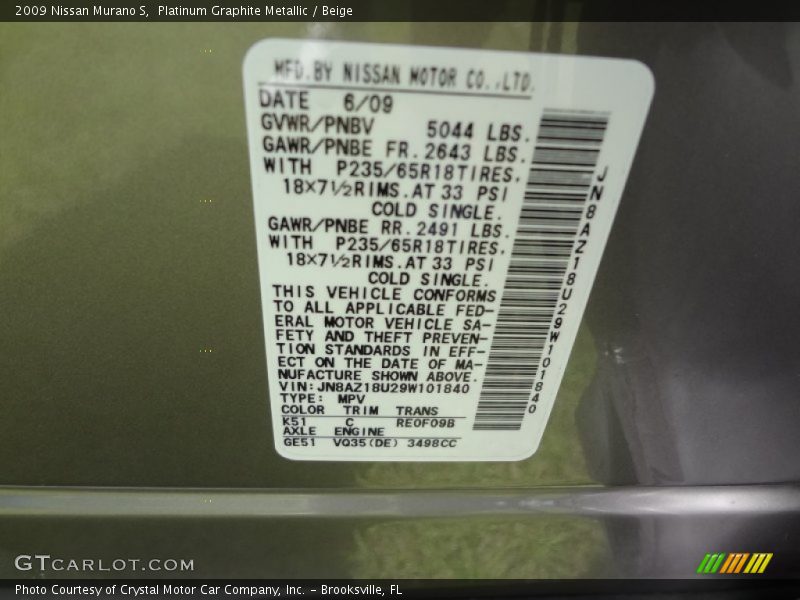 2009 Nissan Murano S, Platinum Graphite Metallic / Beige
MFD.BY NISSAN MOTOR CO.,LTD.
DATE 6/09
GVWR/PNBV 5044 LBS.
GAWR/PNBE FR. 2643 LBS.
WITH P235/65R18TIRES.
18×7½RIMS.AT 33 PSI
COLD SINGLE.
GAWR/PNBE RR. 2491 LBS.
WITH P235/65R18TIRES.
18×7½RIMS.AT 33 PSI
COLD SINGLE.
THIS VEHICLE CONFORMS
TO ALL APPLICABLE FED-
ERAL MOTOR VEHICLE SA-
FETY AND THEFT PREVEN-
TION STANDARDS IN EFF-
ECT ON THE DATE OF MA-
NUFACTURE SHOWN ABOVE.
VIN:JN8AZ18U29W101840
TYPE: MPV
COLOR TRIM TRANS
K51 C RE0F09B
AXLE ENGINE
GE51 VQ35(DE) 3498CC
JN8AZ18U29W101840
GTCARLOT.COM
Photo Courtesy of Crystal Motor Car Company, Inc. – Brooksville, FL